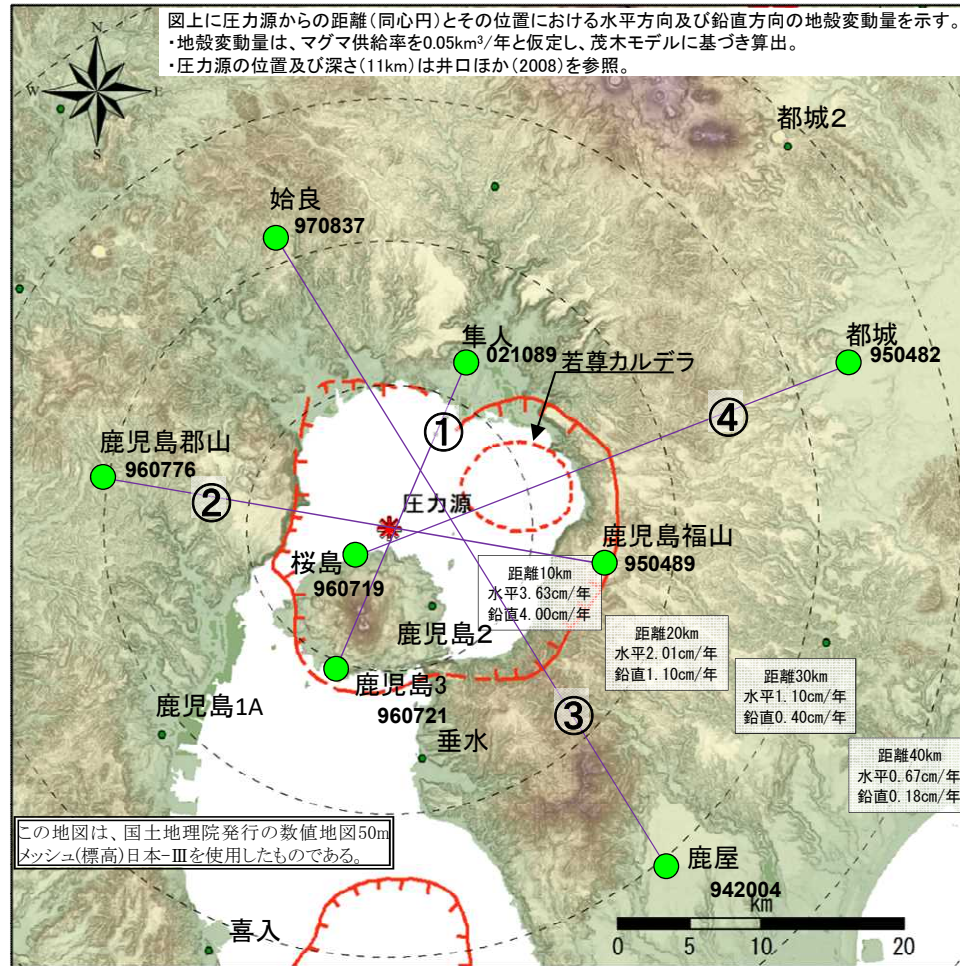 図上に圧力源からの距離(同心円)とその位置における水平方向及び鉛直方向の地殻変動量を示す。
・地殻変動量は、マグマ供給率を0.05km³/年と仮定し、茂木モデルに基づき算出。
・圧力源の位置及び深さ(11km)は井口ほか(2008)を参照。
N
W
E
S
都城2
姶良
970837
隼人
021089
若尊カルデラ
都城
950482
①
④
鹿児島郡山
960776
②
圧力源
鹿児島福山
950489
桜島
960719
距離10km
水平3.63cm/年
鉛直4.00cm/年
鹿児島2
距離20km
水平2.01cm/年
鉛直1.10cm/年
鹿児島3
960721
距離30km
水平1.10cm/年
鉛直0.40cm/年
鹿児島1A
③
垂水
距離40km
水平0.67cm/年
鉛直0.18cm/年
この地図は、国土地理院発行の数値地図50m
メッシュ(標高)日本-Ⅲを使用したものである。
鹿屋
942004
km
喜入
0 5 10 20